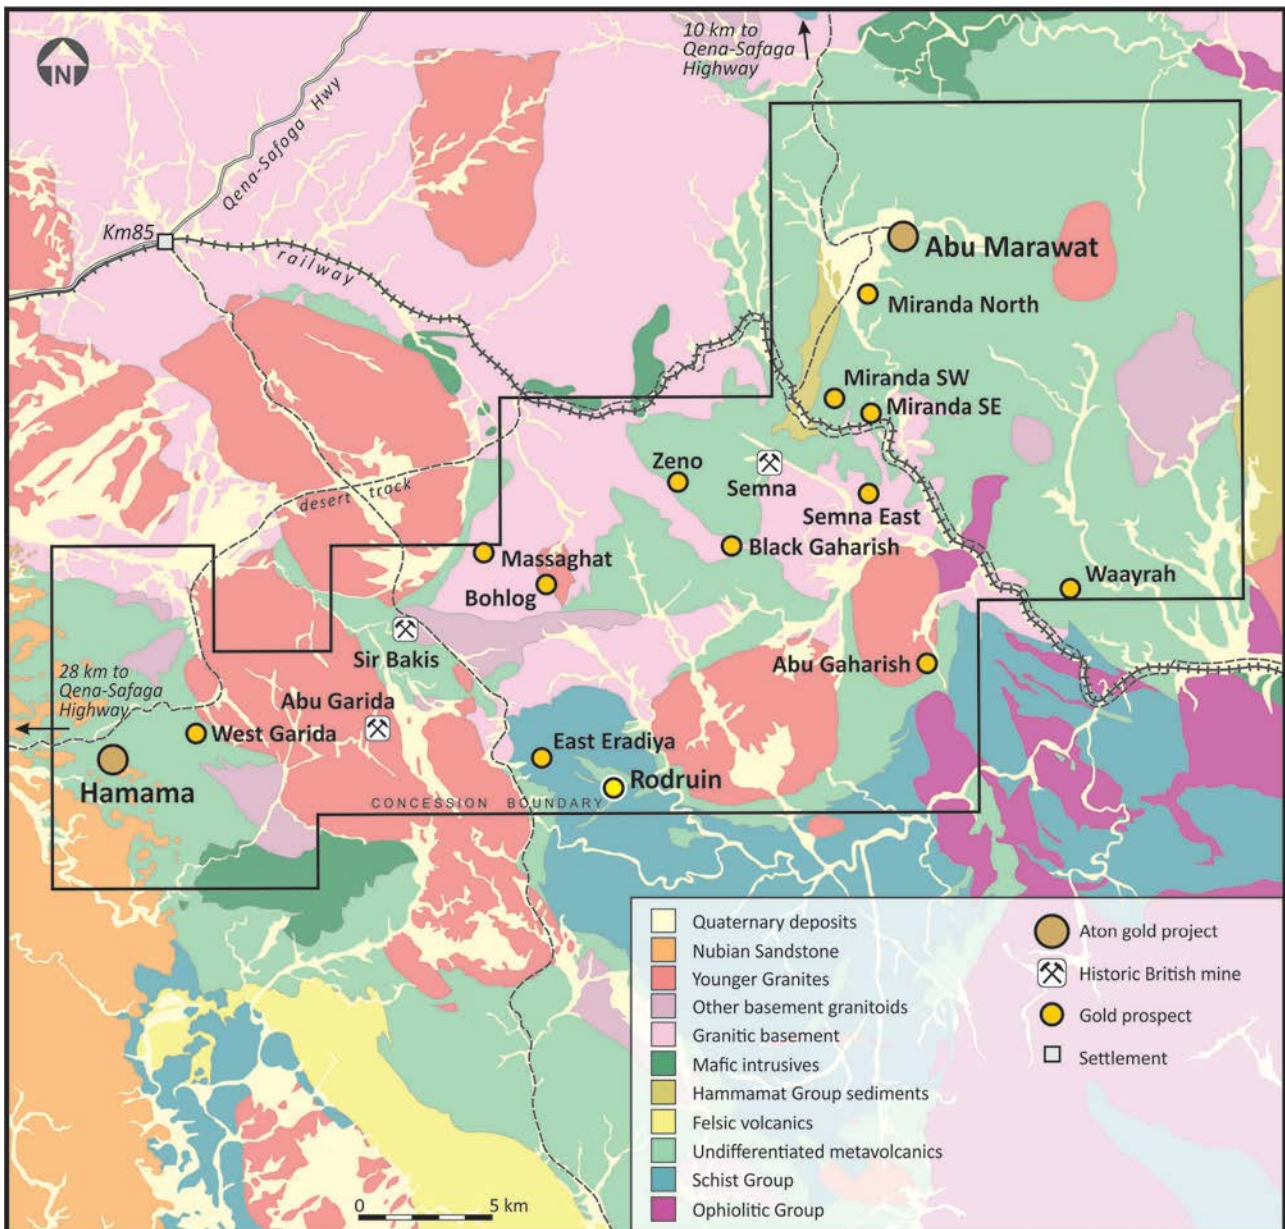 10 km to
Qena-Safaga
Highway
N
Qena-Safoga Hwy
Km85
railway
Abu Marawat
Miranda North
Miranda SW
Miranda SE
Zeno
Semna
Semna East
desert track
Black Gaharish
Massaghat
Bohlog
Waayrah
Sir Bakis
Abu Gaharish
28 km to
Qena-Safaga
Highway
Abu Garida
West Garida
East Eradiya
Rodruin
Hamama
CONCESSION BOUNDARY
Quaternary deposits
Nubian Sandstone
Younger Granites
Other basement granitoids
Granitic basement
Mafic intrusives
Hammamat Group sediments
Felsic volcanics
Undifferentiated metavolcanics
Schist Group
Ophiolitic Group
Aton gold project
Historic British mine
Gold prospect
Settlement
0 5 km